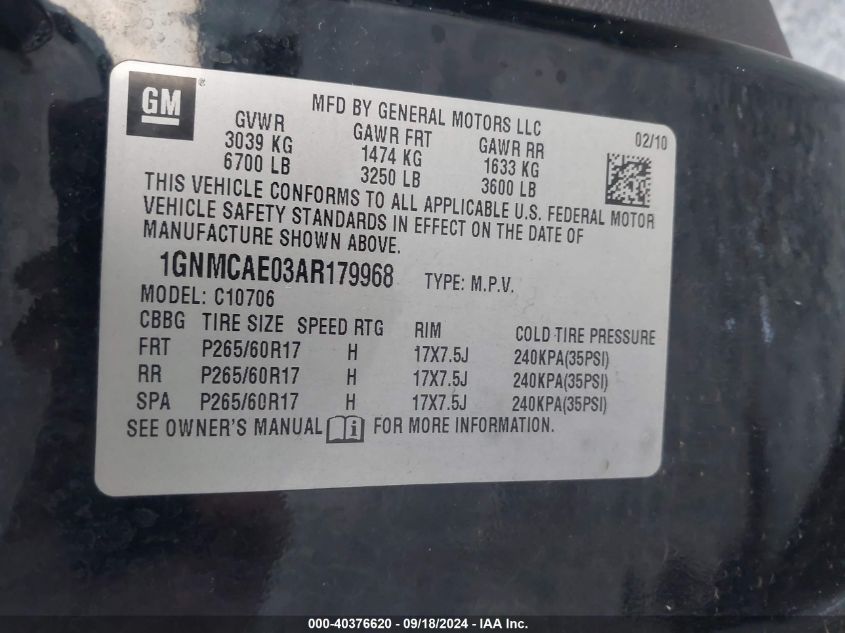 GM®
MFD BY GENERAL MOTORS LLC
02/10
GVWR GAWR FRT GAWR RR
3039 KG 1474 KG 1633 KG
6700 LB 3250 LB 3600 LB
THIS VEHICLE CONFORMS TO ALL APPLICABLE U.S. FEDERAL MOTOR
VEHICLE SAFETY STANDARDS IN EFFECT ON THE DATE OF
MANUFACTURE SHOWN ABOVE.
1GNMCAE03AR179968 TYPE: M.P.V.
MODEL: C10706
CBBG TIRE SIZE SPEED RTG RIM COLD TIRE PRESSURE
FRT P265/60R17 H 17X7.5J 240KPA(35PSI)
RR P265/60R17 H 17X7.5J 240KPA(35PSI)
SPA P265/60R17 H 17X7.5J 240KPA(35PSI)
SEE OWNER'S MANUAL i FOR MORE INFORMATION.
000-40376620 - 09/18/2024 - IAA Inc.